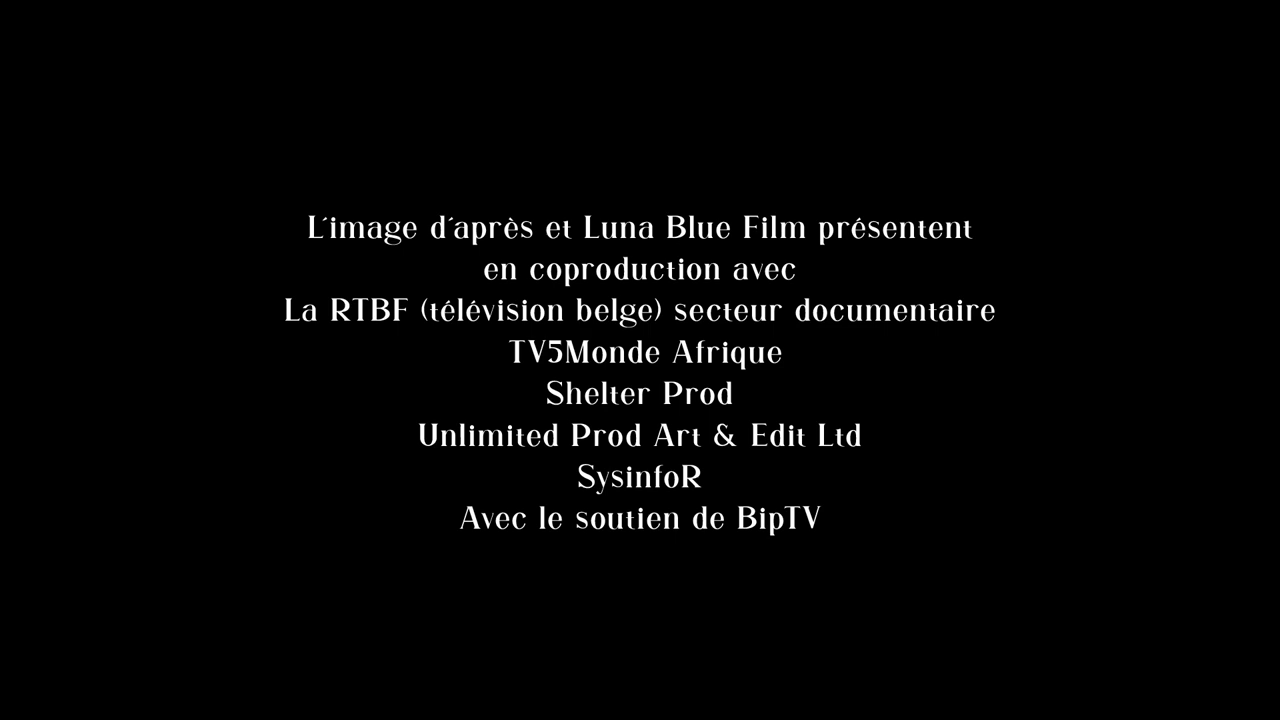 L'image d'après et Luna Blue Film présentent
en coproduction avec
La RTBF (télévision belge) secteur documentaire
TV5Monde Afrique
Shelter Prod
Unlimited Prod Art & Edit Ltd
SysinfoR
Avec le soutien de BipTV